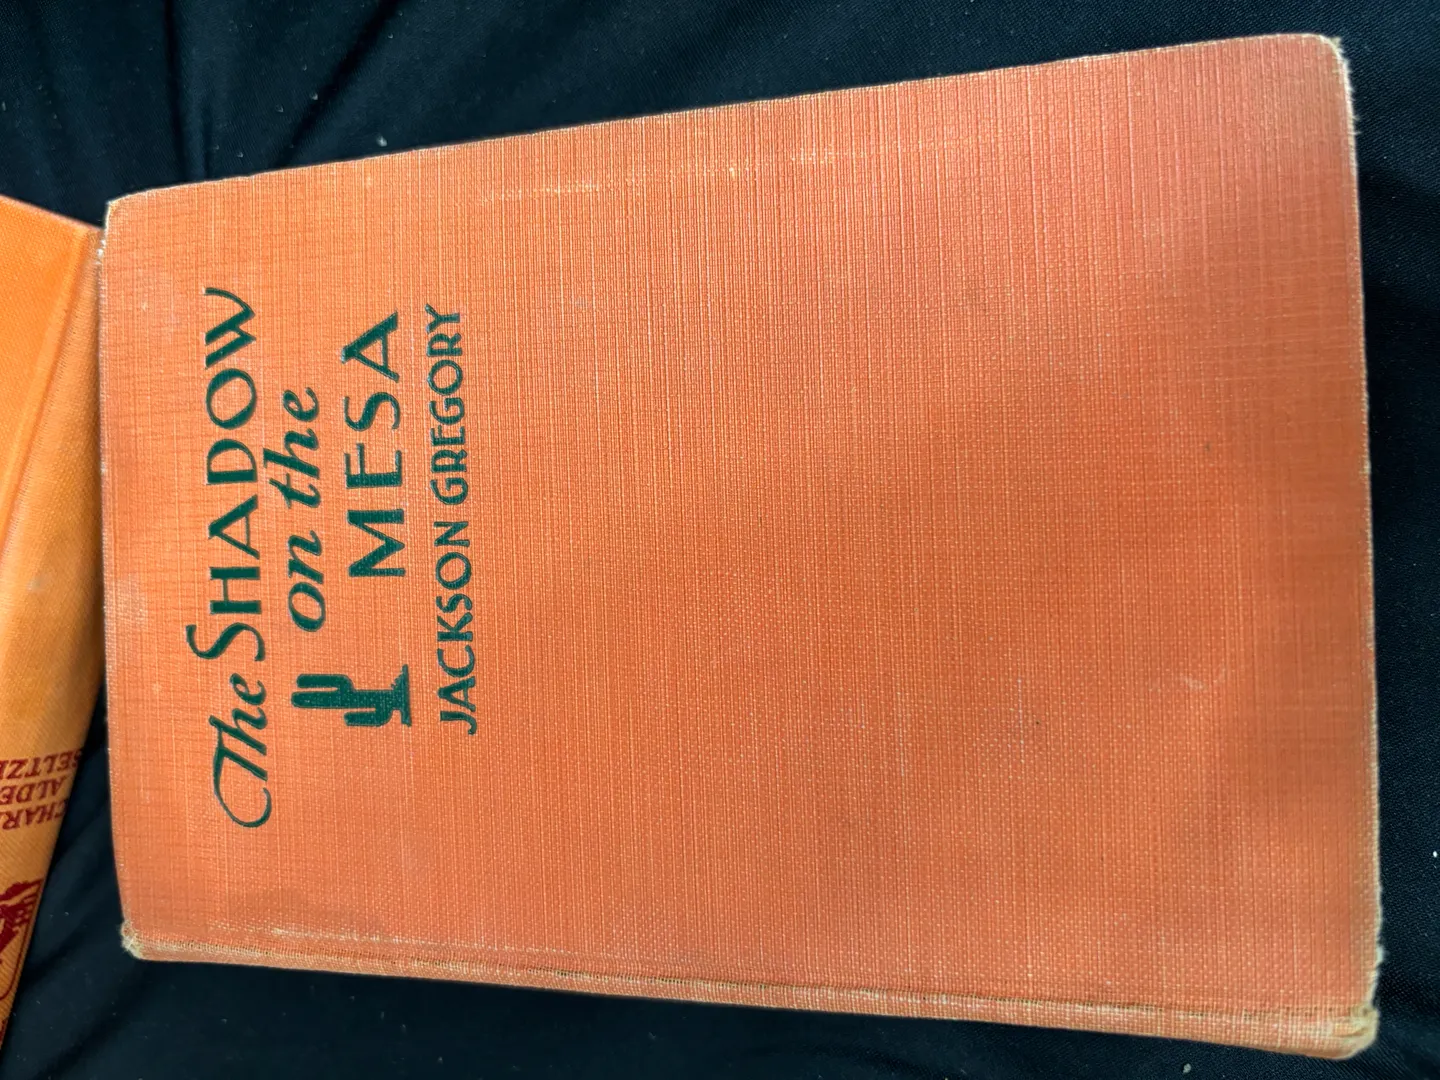 The SHADOW
on the
MESA
JACKSON GREGORY